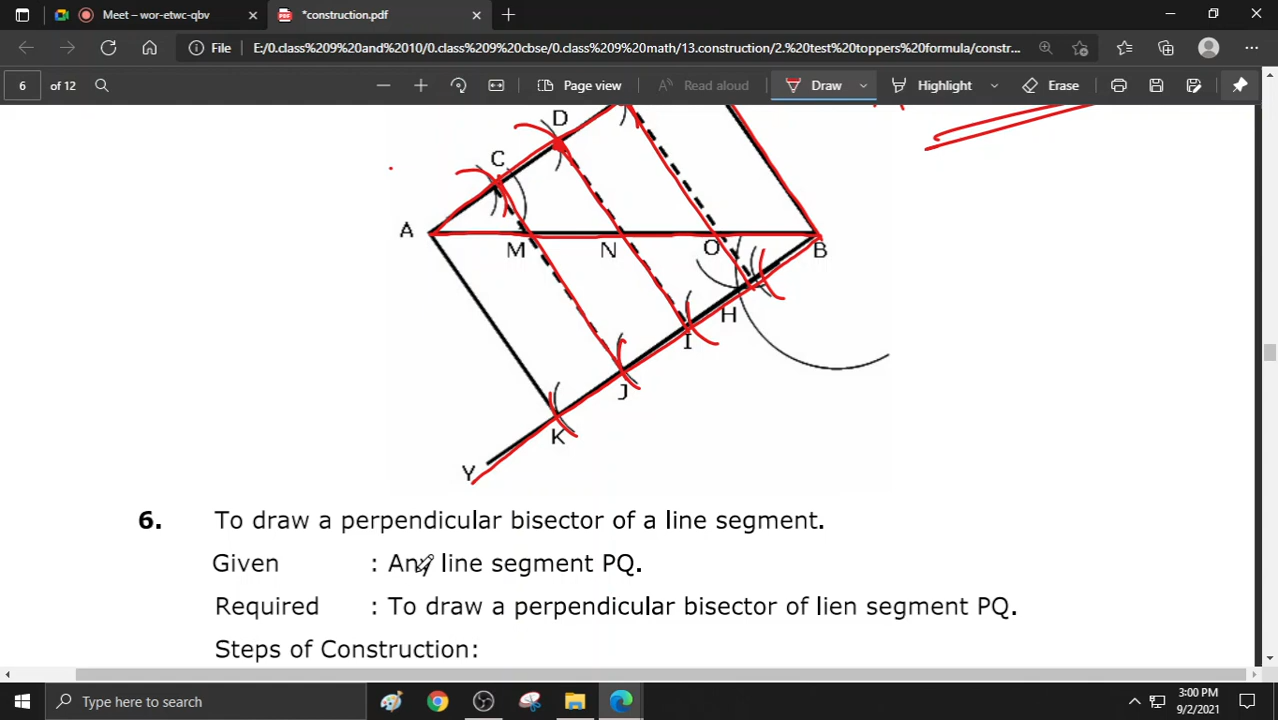 Meet – wor-etwc-qbv
*construction.pdf
File
E:/0.class%209%20and%2010/0.class%209%20cbse/0.class%209%20math/13.construction/2.%20test%20toppers%20formula/constr...
6 of 12
Page view
Read aloud
Draw
Highlight
Erase
D
C
A
M
N
O
B
H
I
J
K
Y
6. To draw a perpendicular bisector of a line segment.
Given : Any line segment PQ.
Required : To draw a perpendicular bisector of lien segment PQ.
Steps of Construction:
Type here to search
3:00 PM
9/2/2021